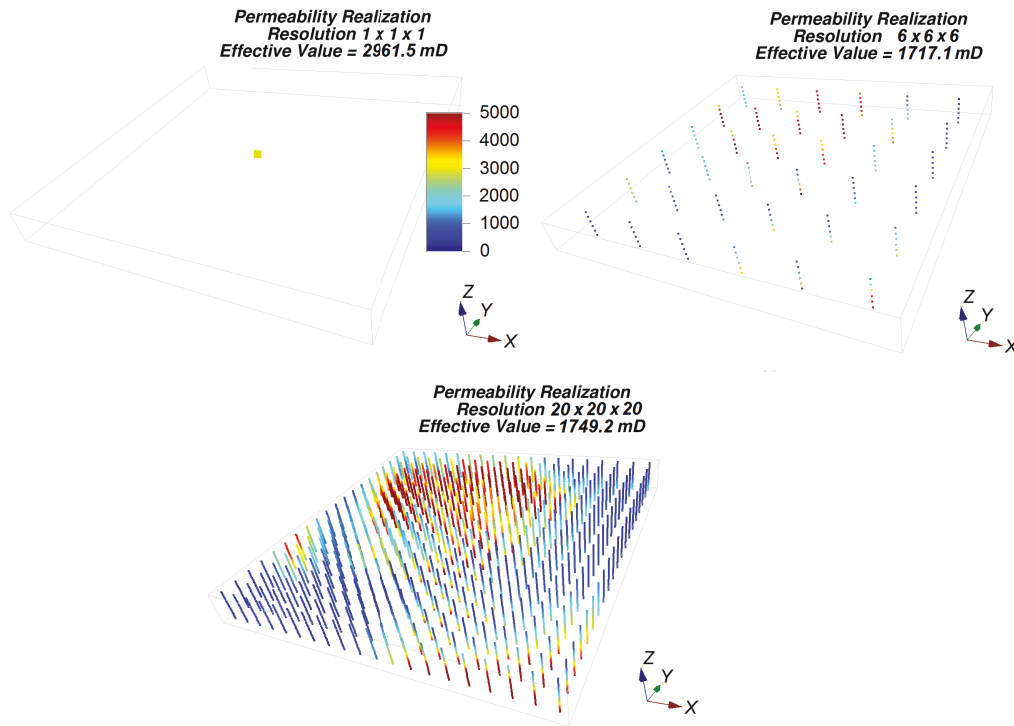 Permeability Realization
Resolution 1 x 1 x 1
Effective Value = 2961.5 mD
Permeability Realization
Resolution 6 x 6 x 6
Effective Value = 1717.1 mD
5000
4000
3000
2000
1000
0
Z
Y
X
Z
Y
X
Permeability Realization
Resolution 20 x 20 x 20
Effective Value = 1749.2 mD
Z
Y
X